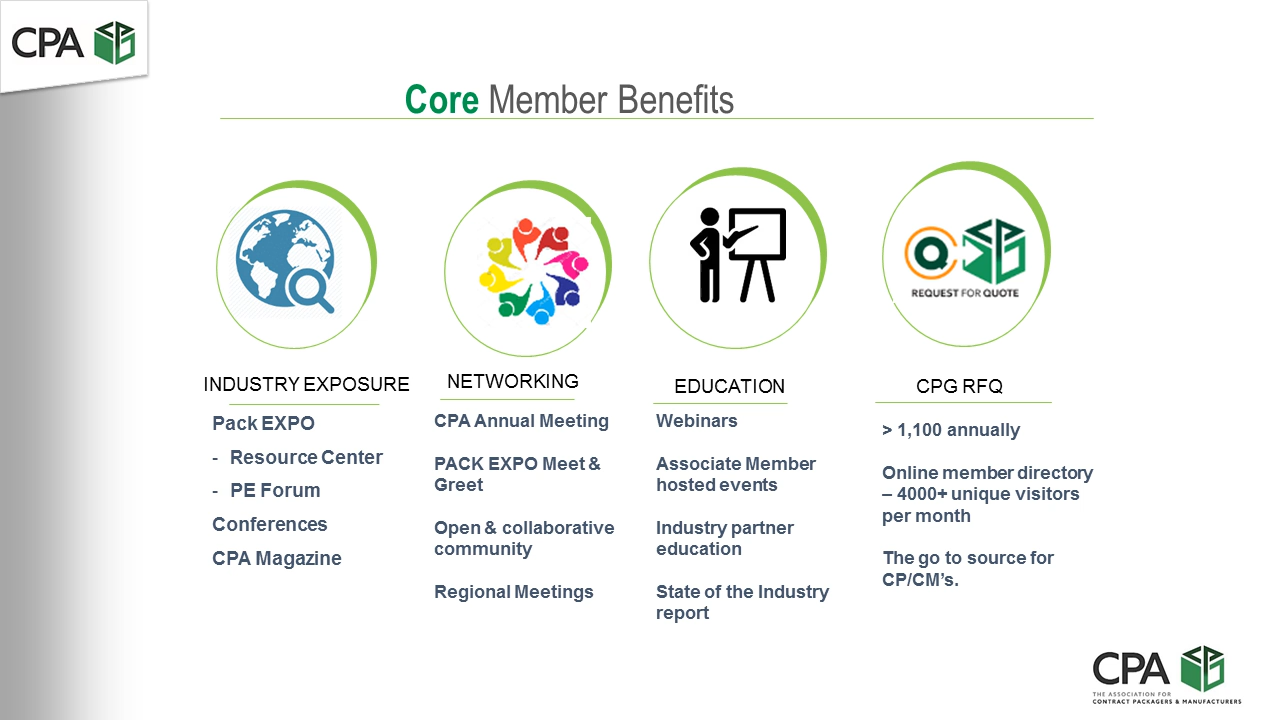 CPA
Core Member Benefits
REQUEST FOR QUOTE
INDUSTRY EXPOSURE
Pack EXPO
- Resource Center
- PE Forum
Conferences
CPA Magazine
NETWORKING
CPA Annual Meeting
PACK EXPO Meet &
Greet
Open & collaborative
community
Regional Meetings
EDUCATION
Webinars
Associate Member
hosted events
Industry partner
education
State of the Industry
report
CPG RFQ
> 1,100 annually
Online member directory
– 4000+ unique visitors
per month
The go to source for
CP/CM’s.
CPA
THE ASSOCIATION FOR
CONTRACT PACKAGERS & MANUFACTURERS